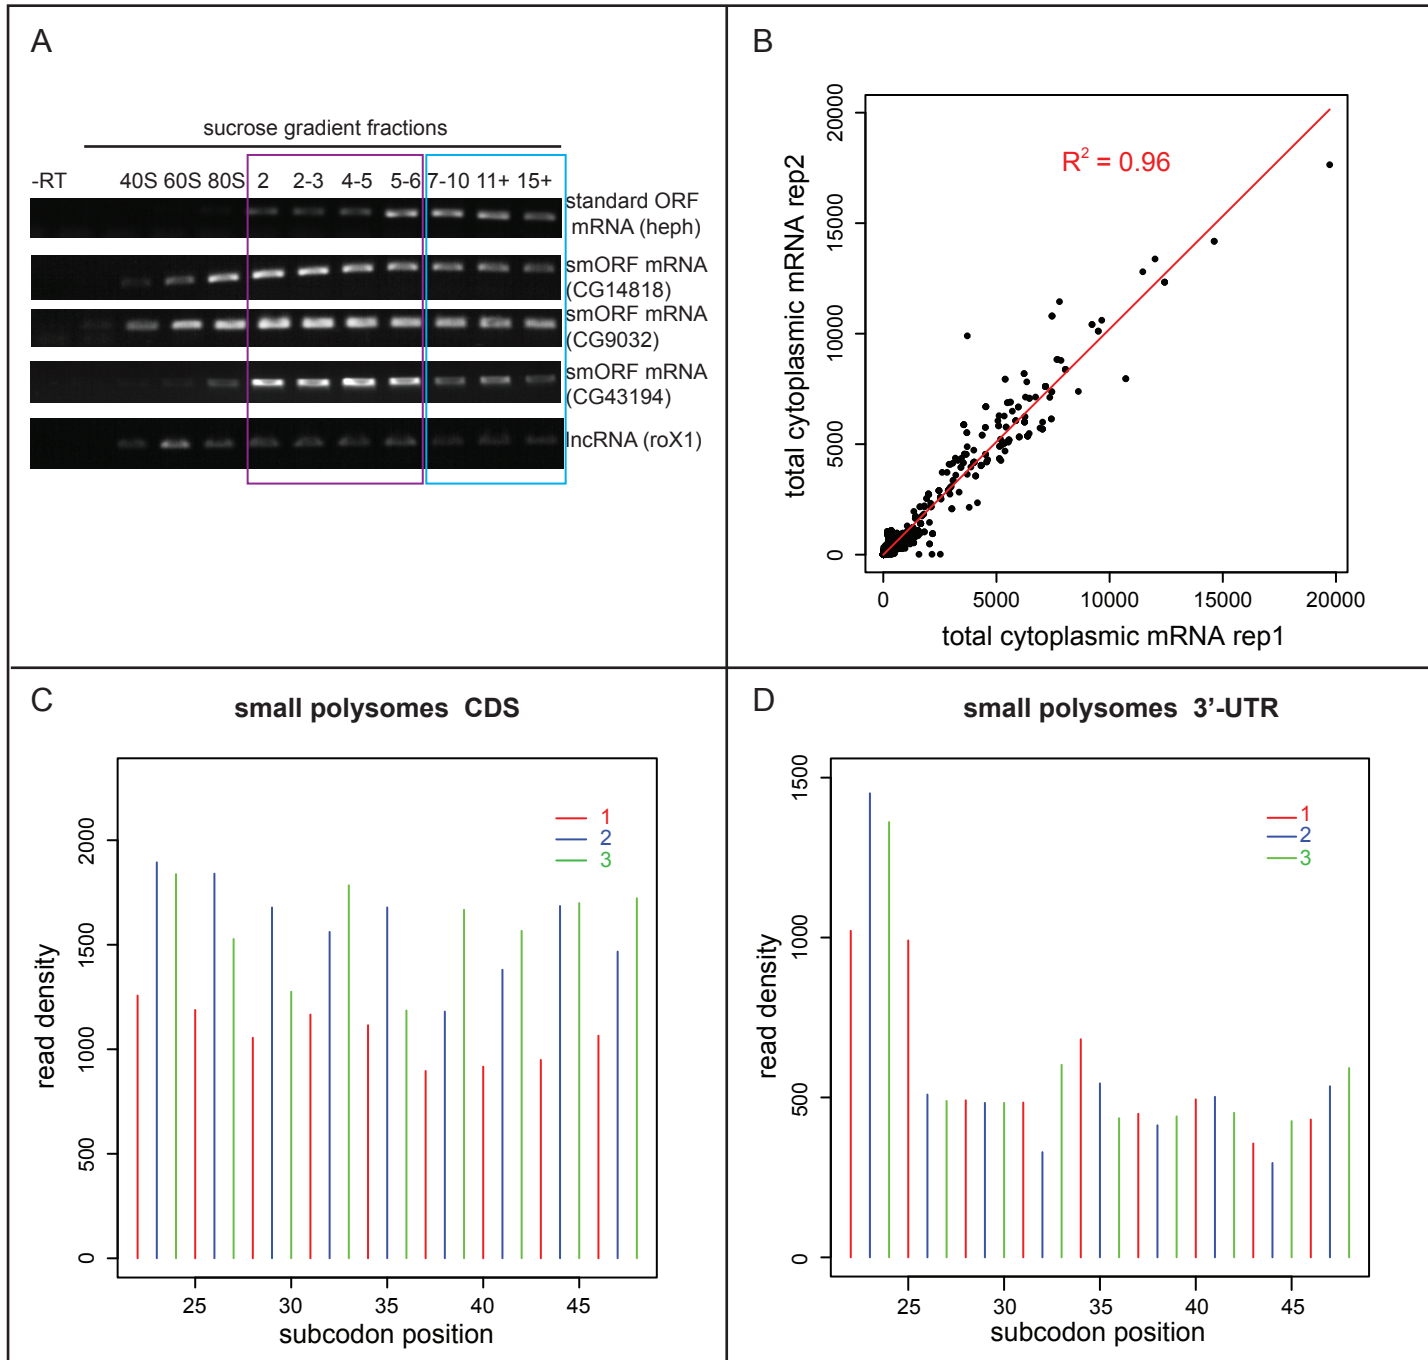 A
sucrose gradient fractions
-RT 40S 60S 80S 2 2-3 4-5 5-6 7-10 11+ 15+
standard ORF
mRNA (heph)
smORF mRNA
(CG14818)
smORF mRNA
(CG9032)
smORF mRNA
(CG43194)
lncRNA (roX1)
B
R² = 0.96
total cytoplasmic mRNA rep2
0 5000 10000 15000 20000
0 5000 10000 15000 20000
total cytoplasmic mRNA rep1
C
small polysomes CDS
1
2
3
read density
0 500 1000 1500 2000
25 30 35 40 45
subcodon position
D
small polysomes 3’-UTR
1
2
3
read density
0 500 1000 1500
25 30 35 40 45
subcodon position